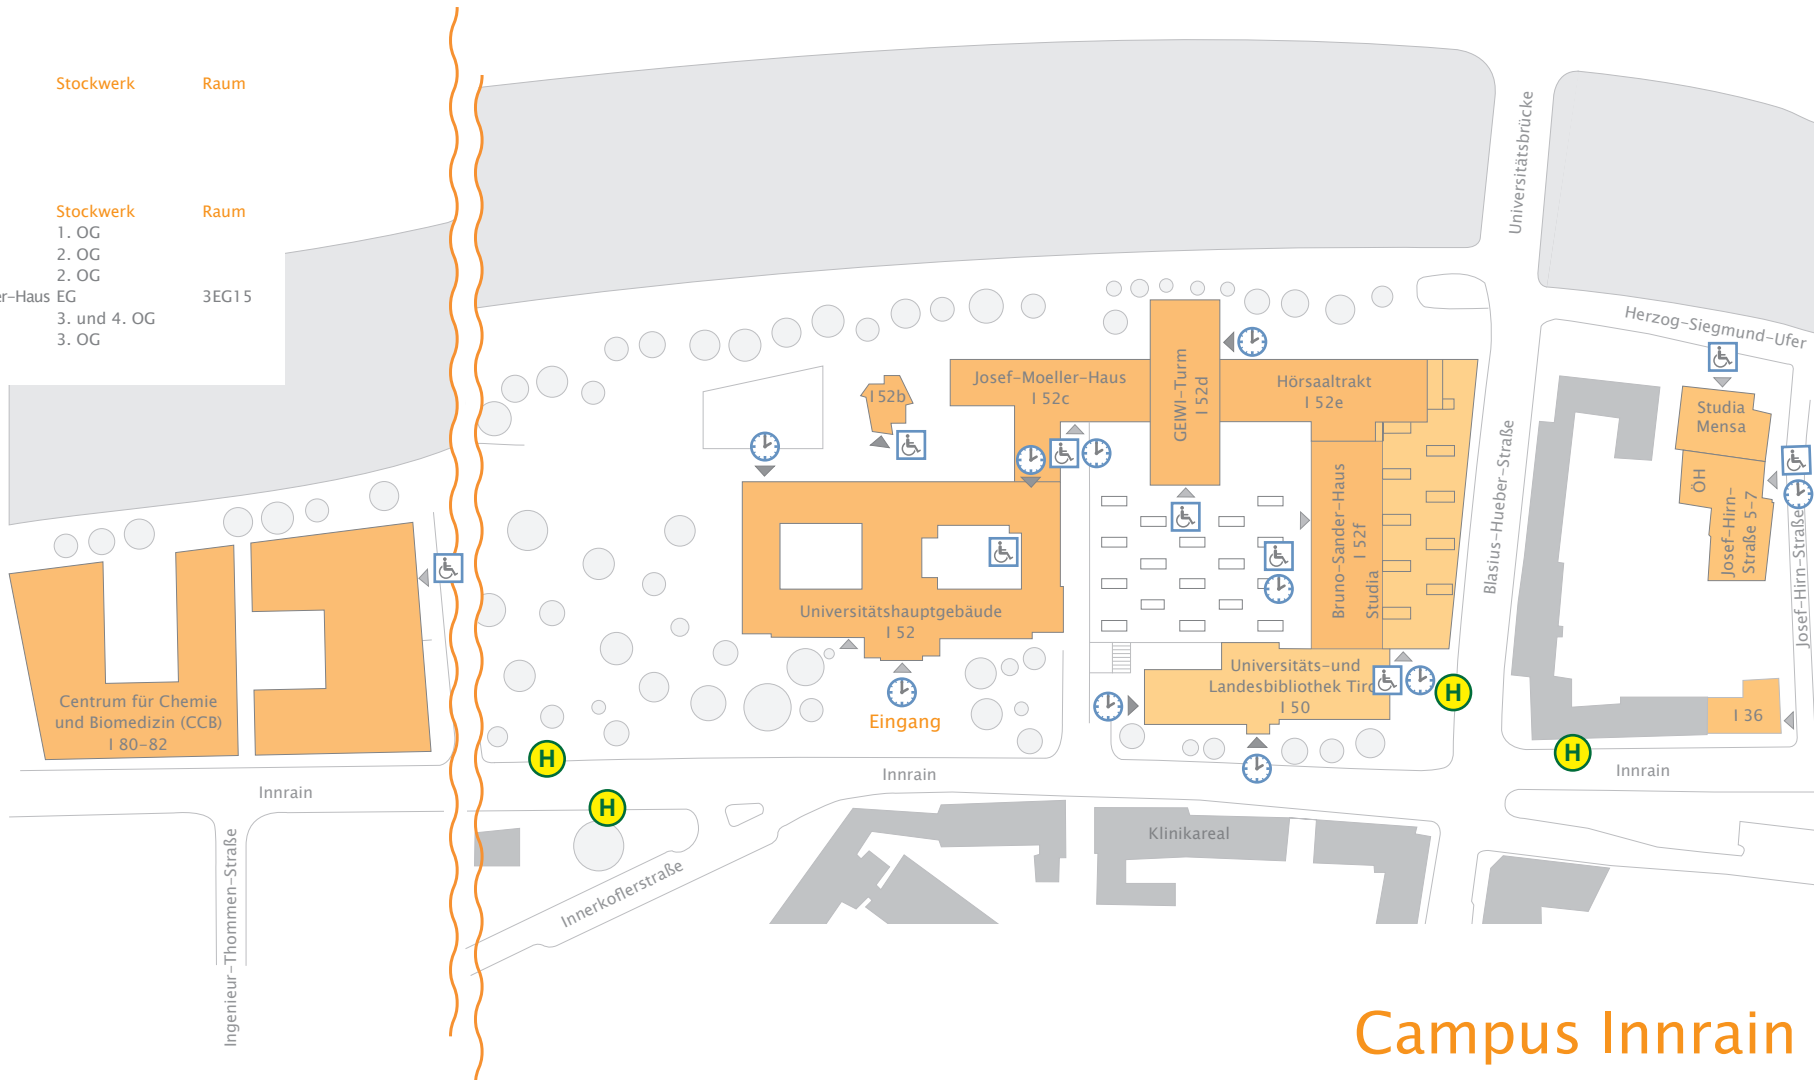 Stockwerk Raum
Stockwerk Raum
1. OG
2. OG
2. OG
er-Haus EG 3EG15
3. und 4. OG
3. OG
Universitätsbrücke
Herzog-Siegmund-Ufer
Josef-Moeller-Haus
I 52c
GEIWI-Turm
I 52d
Hörsaaltrakt
I 52e
I 52b
Studia
Mensa
ÖH
Josef-Hirn-
Straße 5-7
Josef-Hirn-Straße
Blasius-Hueber-Straße
Bruno-Sander-Haus
I 52f
Studia
Universitätshauptgebäude
I 52
Universitäts-und
Landesbibliothek Tirol
I 50
H
Eingang
Centrum für Chemie
und Biomedizin (CCB)
I 80-82
I 36
H
H
H
Innrain
Innrain
Innrain
Klinikareal
Innerkoflerstraße
Ingenieur-Thommen-Straße
Campus Innrain